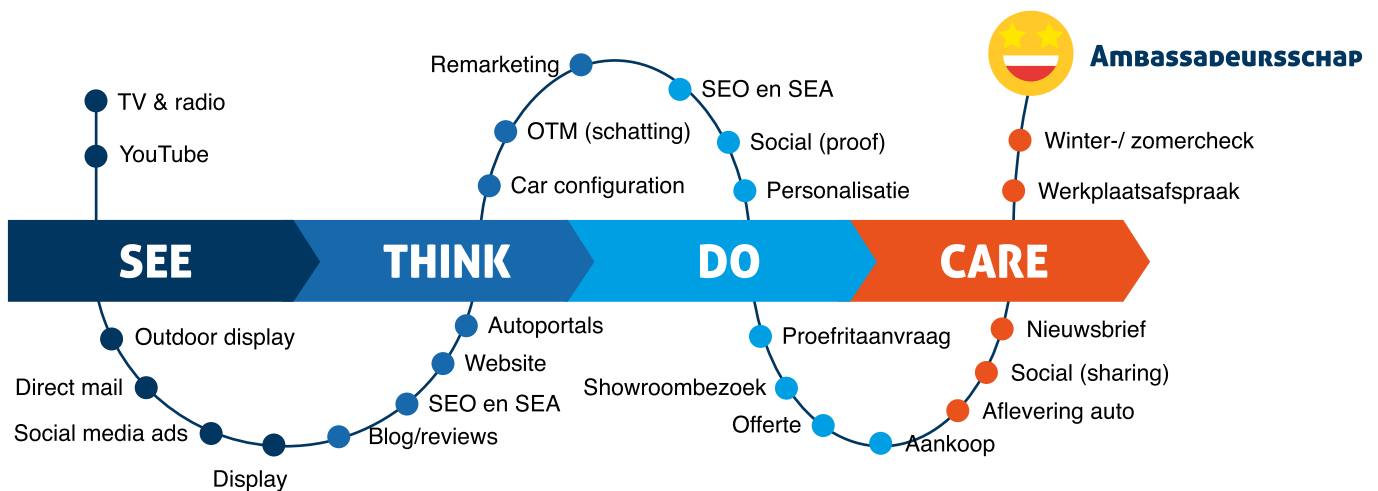 TV & radio
YouTube
SEE
Outdoor display
Direct mail
Social media ads
Display
Blog/reviews
SEO en SEA
Website
Autoportals
THINK
Car configuration
OTM (schatting)
Remarketing
SEO en SEA
Social (proof)
Personalisatie
DO
Proefritaanvraag
Showroombezoek
Offerte
Aankoop
Aflevering auto
Social (sharing)
Nieuwsbrief
CARE
Werkplaatsafspraak
Winter-/ zomercheck
Ambassadeursschap